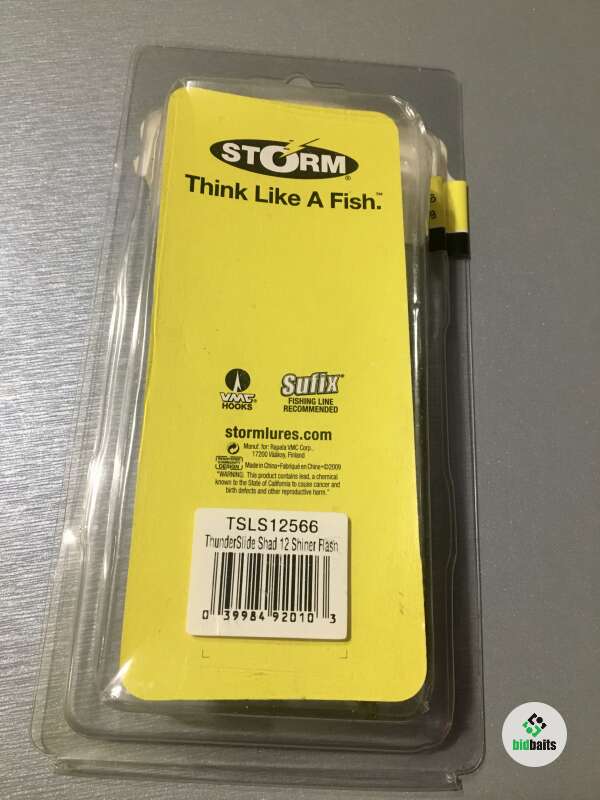 STORM®
Think Like A Fish.™
VMC®
HOOKS
Sufix®
FISHING LINE
RECOMMENDED
stormlures.com
Manuf. for: Rapala VMC Corp.,
17200 Vääksy, Finland
DESIGN
Made in China•Fabriqué en Chine•©2009
"WARNING: This product contains lead, a chemical
known to the State of California to cause cancer and
birth defects and other reproductive harm."
TSLS12566
ThunderSlide Shad 12 Shiner Flash
0 39984 92010 3
bidbaits